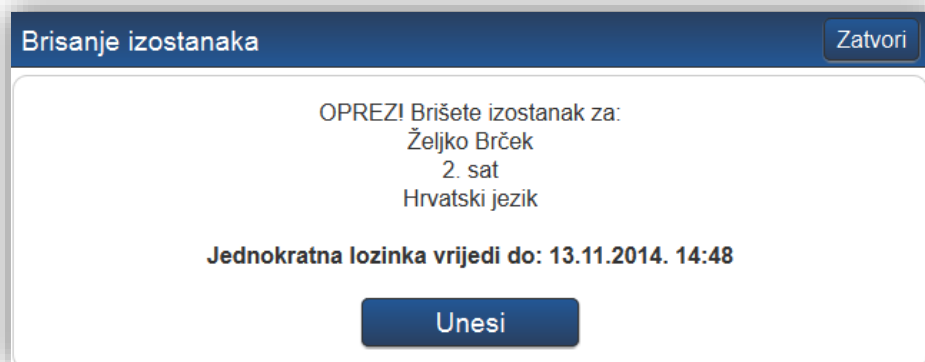 Brisanje izostanaka
Zatvori
OPREZ! Brišete izostanak za:
Željko Brček
2. sat
Hrvatski jezik
Jednokratna lozinka vrijedi do: 13.11.2014. 14:48
Unesi